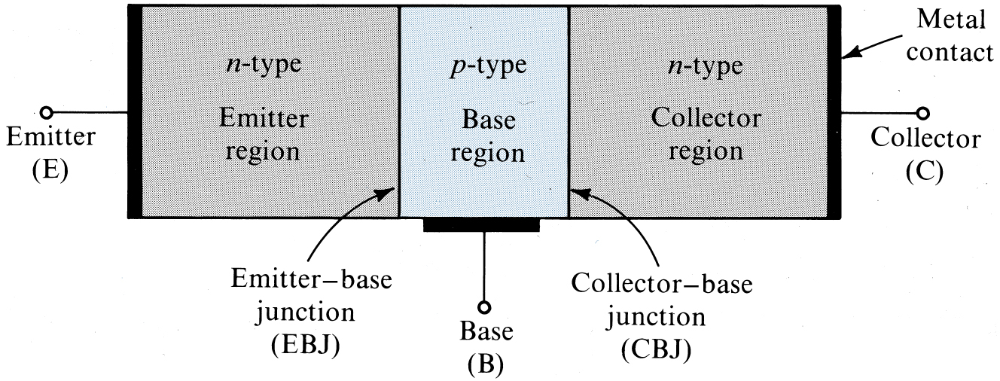 Metal
contact
n-type
Emitter
region
p-type
Base
region
n-type
Collector
region
Emitter
(E)
Collector
(C)
Emitter–base
junction
(EBJ)
Base
(B)
Collector–base
junction
(CBJ)